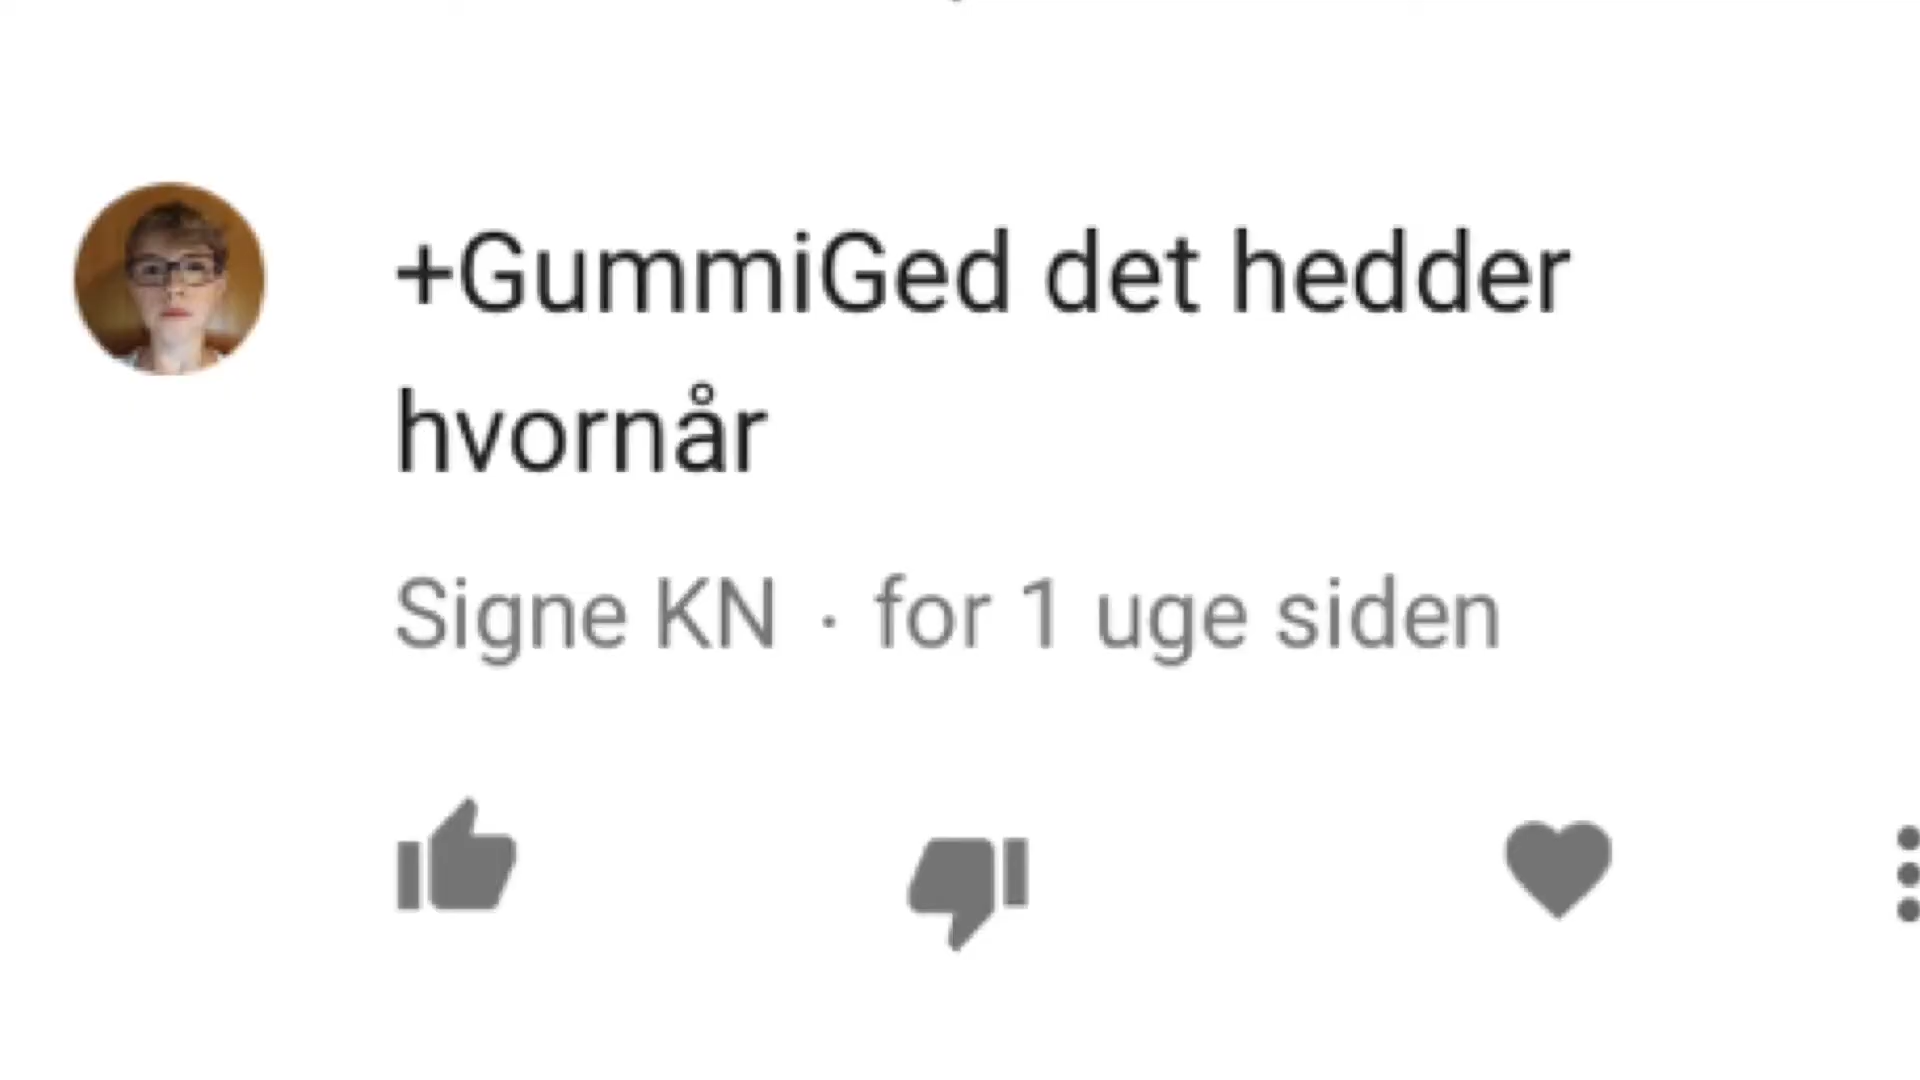 +GummiGed det hedder
hvornår
Signe KN · for 1 uge siden